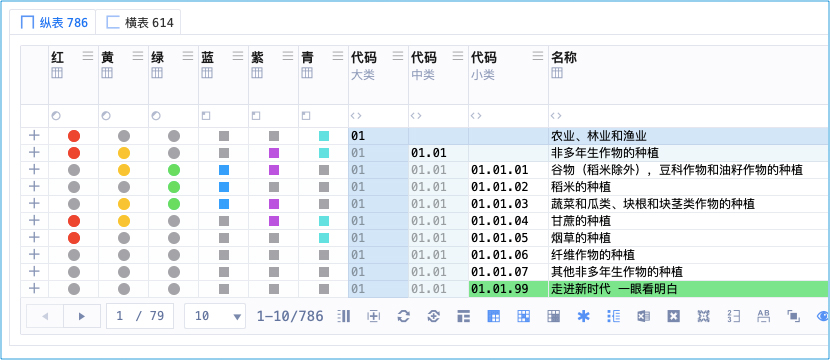 纵表 786 横表 614
红 黄 绿 蓝 紫 青 代码 代码 代码 名称
大类 中类 小类
01 农业、林业和渔业
01 01.01 非多年生作物的种植
01 01.01 01.01.01 谷物（稻米除外），豆科作物和油籽作物的种植
01 01.01 01.01.02 稻米的种植
01 01.01 01.01.03 蔬菜和瓜类、块根和块茎类作物的种植
01 01.01 01.01.04 甘蔗的种植
01 01.01 01.01.05 烟草的种植
01 01.01 01.01.06 纤维作物的种植
01 01.01 01.01.07 其他非多年生作物的种植
01 01.01 01.01.99 走进新时代 一眼看明白
1 / 79 10 1-10/786